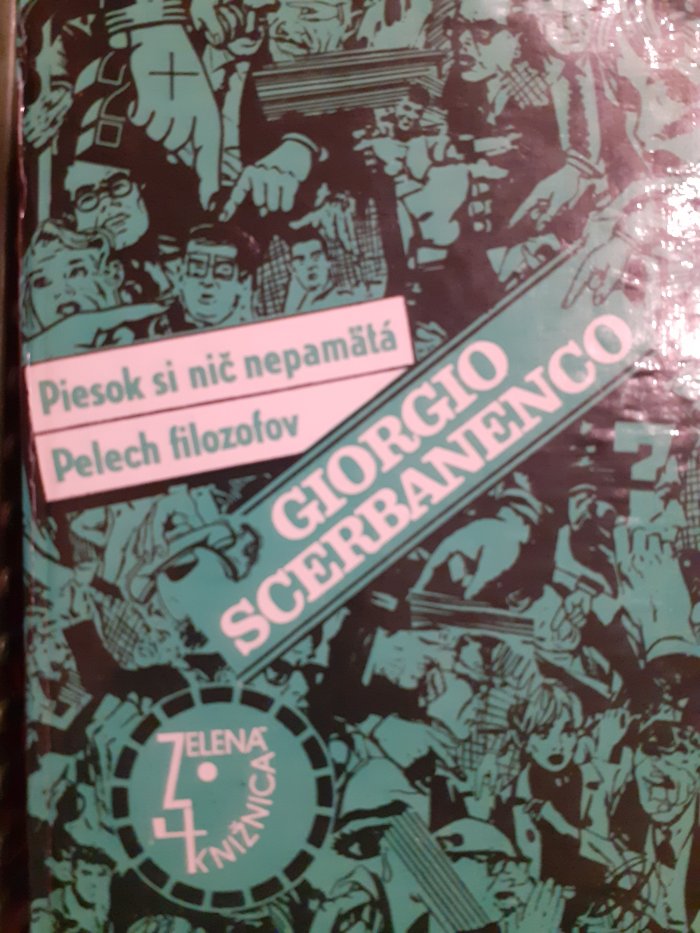 Piesok si nič nepamätá
Pelech filozofov
GIORGIO
SCERBANENCO
ZELENÁ
KNIŽNICA